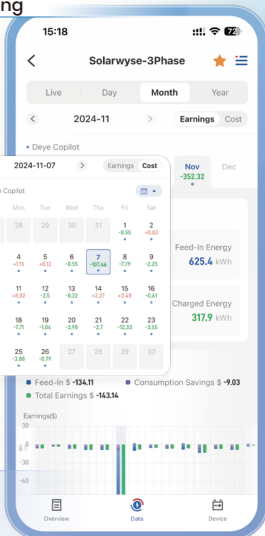 ng
15:18
72
Solarwyse-3Phase
Live Day Month Year
2024-11 Earnings Cost
Deye Copilot
Nov Dec
-352.32
2024-11-07 Earnings Cost
Copilot
Mon Tue Wed Thu Fri Sat
28 29 30 31 1 2
-0.55 +0.02
4 5 6 7 8 9
+1.15 +0.12 -0.55 -107.46 -7.79 -2.25
11 12 13 14 15 16
+0.02 -2.5 -0.22 +2.27 +2.48 -0.61
18 19 20 21 22 23
-7.71 -1.04 -2.98 -2.7 -12.33 -3.55
25 26 27 28 29 30
-3.88 -0.79
Feed-In Energy
625.4 kWh
Charged Energy
317.9 kWh
Feed-In $ -134.11 Consumption Savings $ -9.03
Total Earnings $ -143.14
Earnings($)
30
0
-30
-60
Overview Data Device